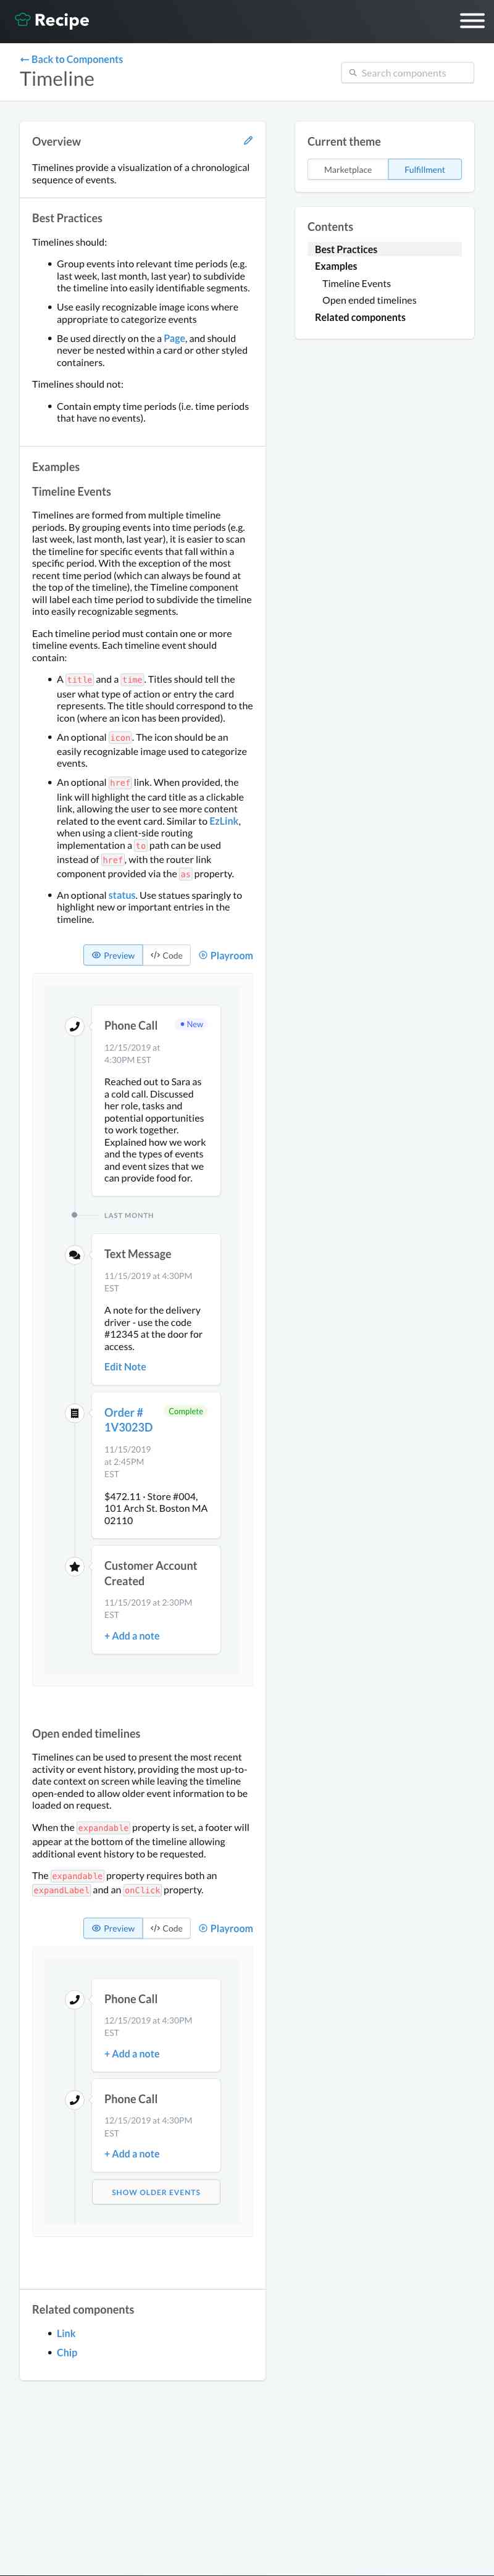 Recipe
← Back to Components
Timeline
Search components
Overview
Timelines provide a visualization of a chronological
sequence of events.
Best Practices
Timelines should:
• Group events into relevant time periods (e.g.
last week, last month, last year) to subdivide
the timeline into easily identifiable segments.
• Use easily recognizable image icons where
appropriate to categorize events
• Be used directly on the a Page, and should
never be nested within a card or other styled
containers.
Timelines should not:
• Contain empty time periods (i.e. time periods
that have no events).
Examples
Timeline Events
Timelines are formed from multiple timeline
periods. By grouping events into time periods (e.g.
last week, last month, last year), it is easier to scan
the timeline for specific events that fall within a
specific period. With the exception of the most
recent time period (which can always be found at
the top of the timeline), the Timeline component
will label each time period to subdivide the timeline
into easily recognizable segments.
Each timeline period must contain one or more
timeline events. Each timeline event should
contain:
• A title and a time. Titles should tell the
user what type of action or entry the card
represents. The title should correspond to the
icon (where an icon has been provided).
• An optional icon. The icon should be an
easily recognizable image used to categorize
events.
• An optional href link. When provided, the
link will highlight the card title as a clickable
link, allowing the user to see more content
related to the event card. Similar to EzLink,
when using a client-side routing
implementation a to path can be used
instead of href, with the router link
component provided via the as property.
• An optional status. Use statues sparingly to
highlight new or important entries in the
timeline.
Preview
</> Code
Playroom
Phone Call
• New
12/15/2019 at
4:30PM EST
Reached out to Sara as
a cold call. Discussed
her role, tasks and
potential opportunities
to work together.
Explained how we work
and the types of events
and event sizes that we
can provide food for.
LAST MONTH
Text Message
11/15/2019 at 4:30PM
EST
A note for the delivery
driver - use the code
#12345 at the door for
access.
Edit Note
Order #
1V3023D
Complete
11/15/2019
at 2:45PM
EST
$472.11 · Store #004,
101 Arch St. Boston MA
02110
Customer Account
Created
11/15/2019 at 2:30PM
EST
+ Add a note
Open ended timelines
Timelines can be used to present the most recent
activity or event history, providing the most up-to-
date context on screen while leaving the timeline
open-ended to allow older event information to be
loaded on request.
When the expandable property is set, a footer will
appear at the bottom of the timeline allowing
additional event history to be requested.
The expandable property requires both an
expandLabel and an onClick property.
Preview
</> Code
Playroom
Phone Call
12/15/2019 at 4:30PM
EST
+ Add a note
Phone Call
12/15/2019 at 4:30PM
EST
+ Add a note
SHOW OLDER EVENTS
Related components
• Link
• Chip
Current theme
Marketplace
Fulfillment
Contents
Best Practices
Examples
Timeline Events
Open ended timelines
Related components